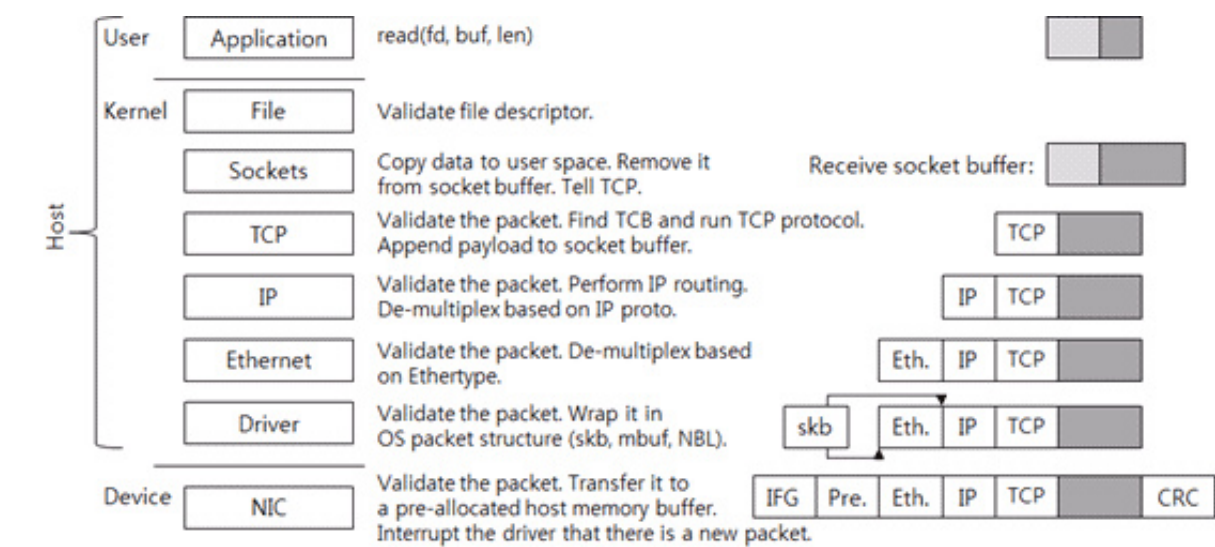 User Application read(fd, buf, len)
Kernel File Validate file descriptor.
Sockets Copy data to user space. Remove it
from socket buffer. Tell TCP.
Receive socket buffer:
Host
TCP Validate the packet. Find TCB and run TCP protocol.
Append payload to socket buffer.
TCP
IP Validate the packet. Perform IP routing.
De-multiplex based on IP proto.
IP TCP
Ethernet Validate the packet. De-multiplex based
on Ethertype.
Eth. IP TCP
Driver Validate the packet. Wrap it in
OS packet structure (skb, mbuf, NBL).
skb Eth. IP TCP
Device NIC Validate the packet. Transfer it to
a pre-allocated host memory buffer.
Interrupt the driver that there is a new packet.
IFG Pre. Eth. IP TCP CRC